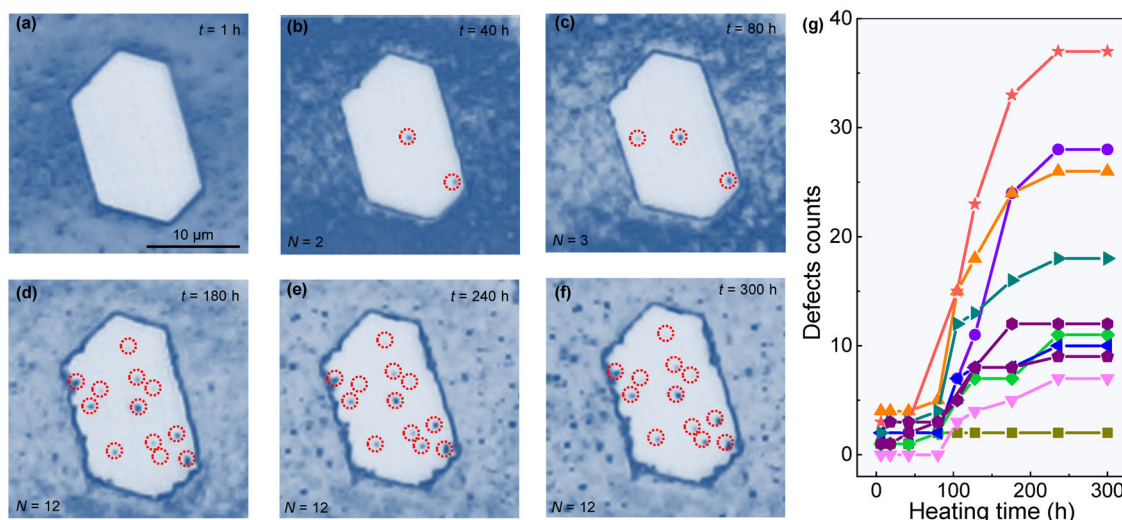 (a) t = 1 h
10 μm
(b) t = 40 h
N = 2
(c) t = 80 h
N = 3
(d) t = 180 h
N = 12
(e) t = 240 h
N = 12
(f) t = 300 h
N = 12
(g)
Defects counts
40
30
20
10
0
0 100 200 300
Heating time (h)